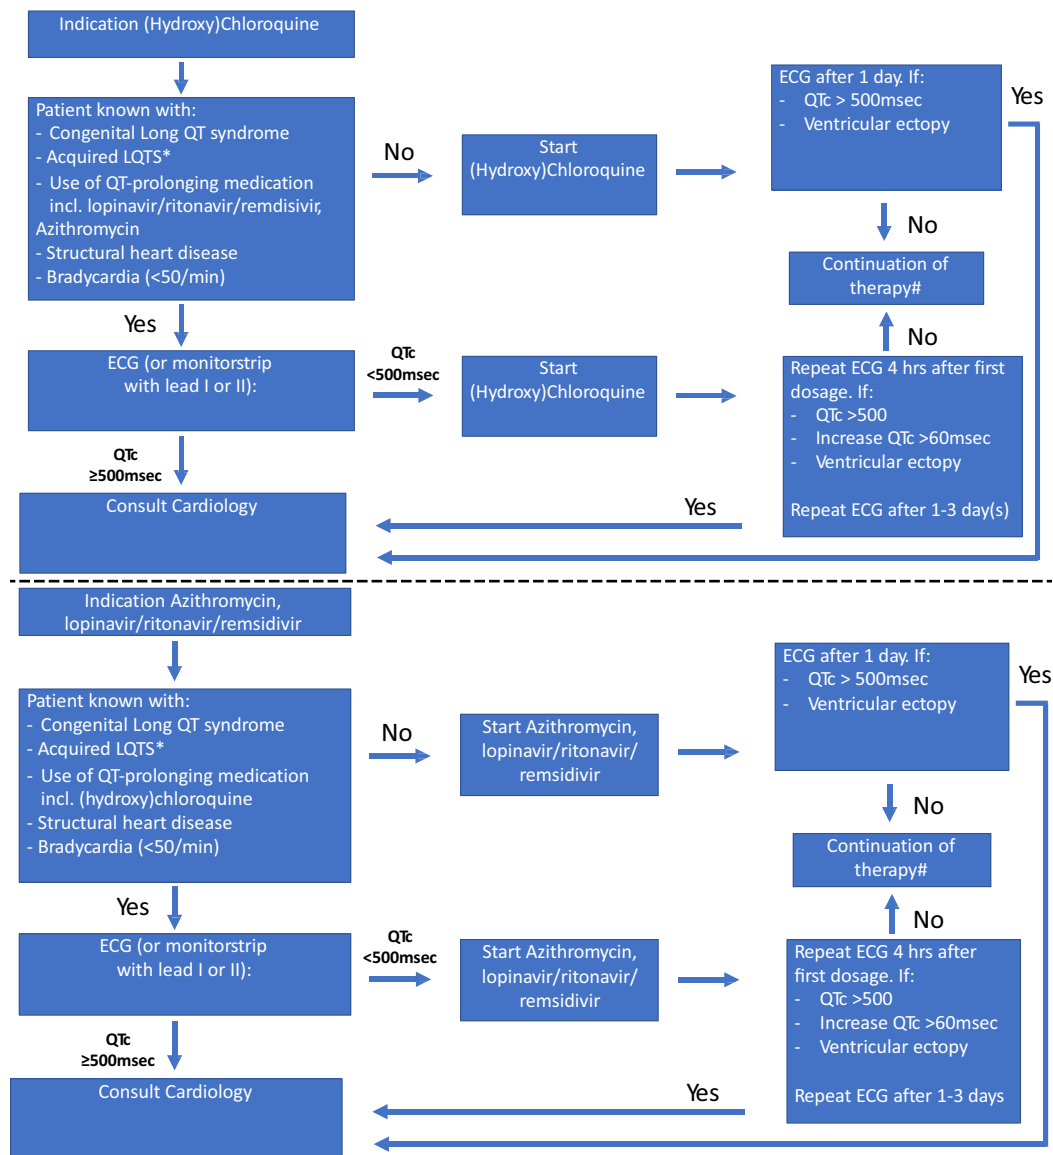 Indication (Hydroxy)Chloroquine
Patient known with:
- Congenital Long QT syndrome
- Acquired LQTS*
- Use of QT-prolonging medication
incl. lopinavir/ritonavir/remdisivir,
Azithromycin
- Structural heart disease
- Bradycardia (<50/min)
No
Start
(Hydroxy)Chloroquine
ECG after 1 day. If:
- QTc > 500msec
- Ventricular ectopy
Yes
No
Continuation of
therapy#
No
Yes
ECG (or monitorstrip
with lead I or II):
QTc
<500msec
Start
(Hydroxy)Chloroquine
Repeat ECG 4 hrs after first
dosage. If:
- QTc >500
- Increase QTc >60msec
- Ventricular ectopy
Repeat ECG after 1-3 day(s)
QTc
≥500msec
Consult Cardiology
Yes
Indication Azithromycin,
lopinavir/ritonavir/remsidivir
Patient known with:
- Congenital Long QT syndrome
- Acquired LQTS*
- Use of QT-prolonging medication
incl. (hydroxy)chloroquine
- Structural heart disease
- Bradycardia (<50/min)
No
Start Azithromycin,
lopinavir/ritonavir/
remsidivir
ECG after 1 day. If:
- QTc > 500msec
- Ventricular ectopy
Yes
No
Continuation of
therapy#
No
Yes
ECG (or monitorstrip
with lead I or II):
QTc
<500msec
Start Azithromycin,
lopinavir/ritonavir/
remsidivir
Repeat ECG 4 hrs after
first dosage. If:
- QTc >500
- Increase QTc >60msec
- Ventricular ectopy
Repeat ECG after 1-3 days
QTc
≥500msec
Consult Cardiology
Yes